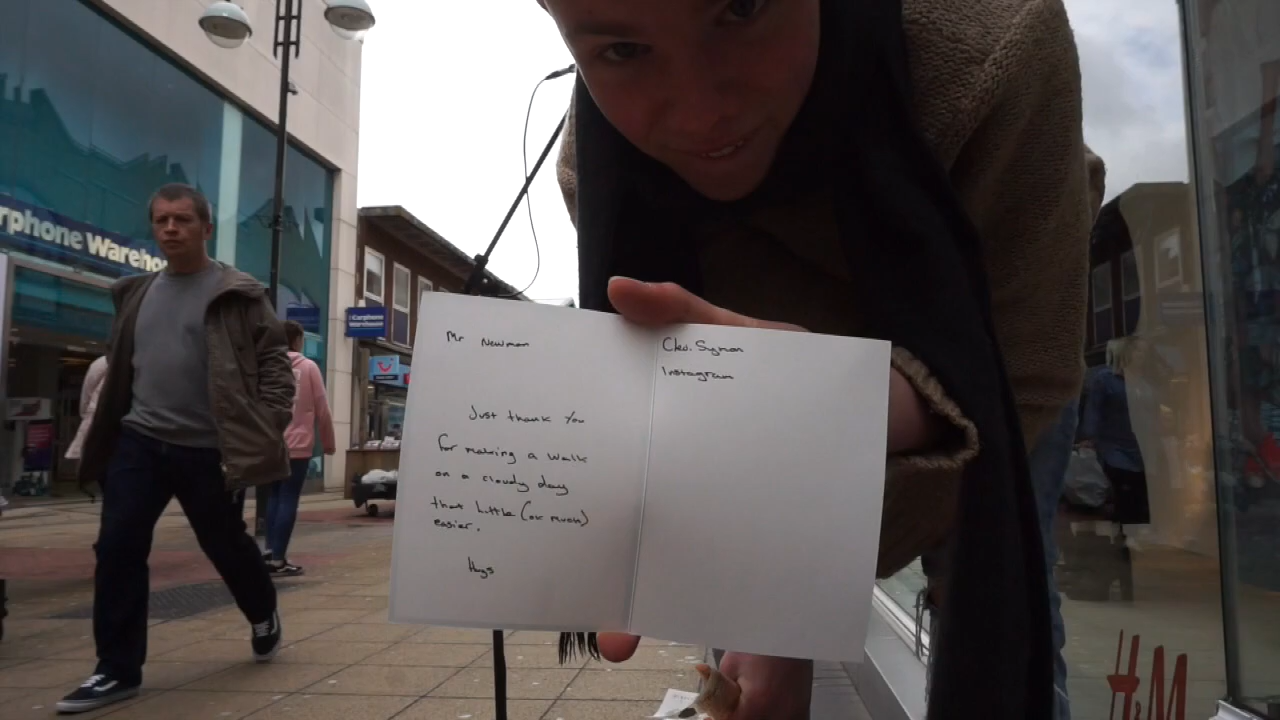 rphone Wareho
Carphone
Mr Newman
Just thank You
for making a walk
on a cloudy day
that little (or much)
easier.
Hugs
Cleo. Symon
Instagram
H&M